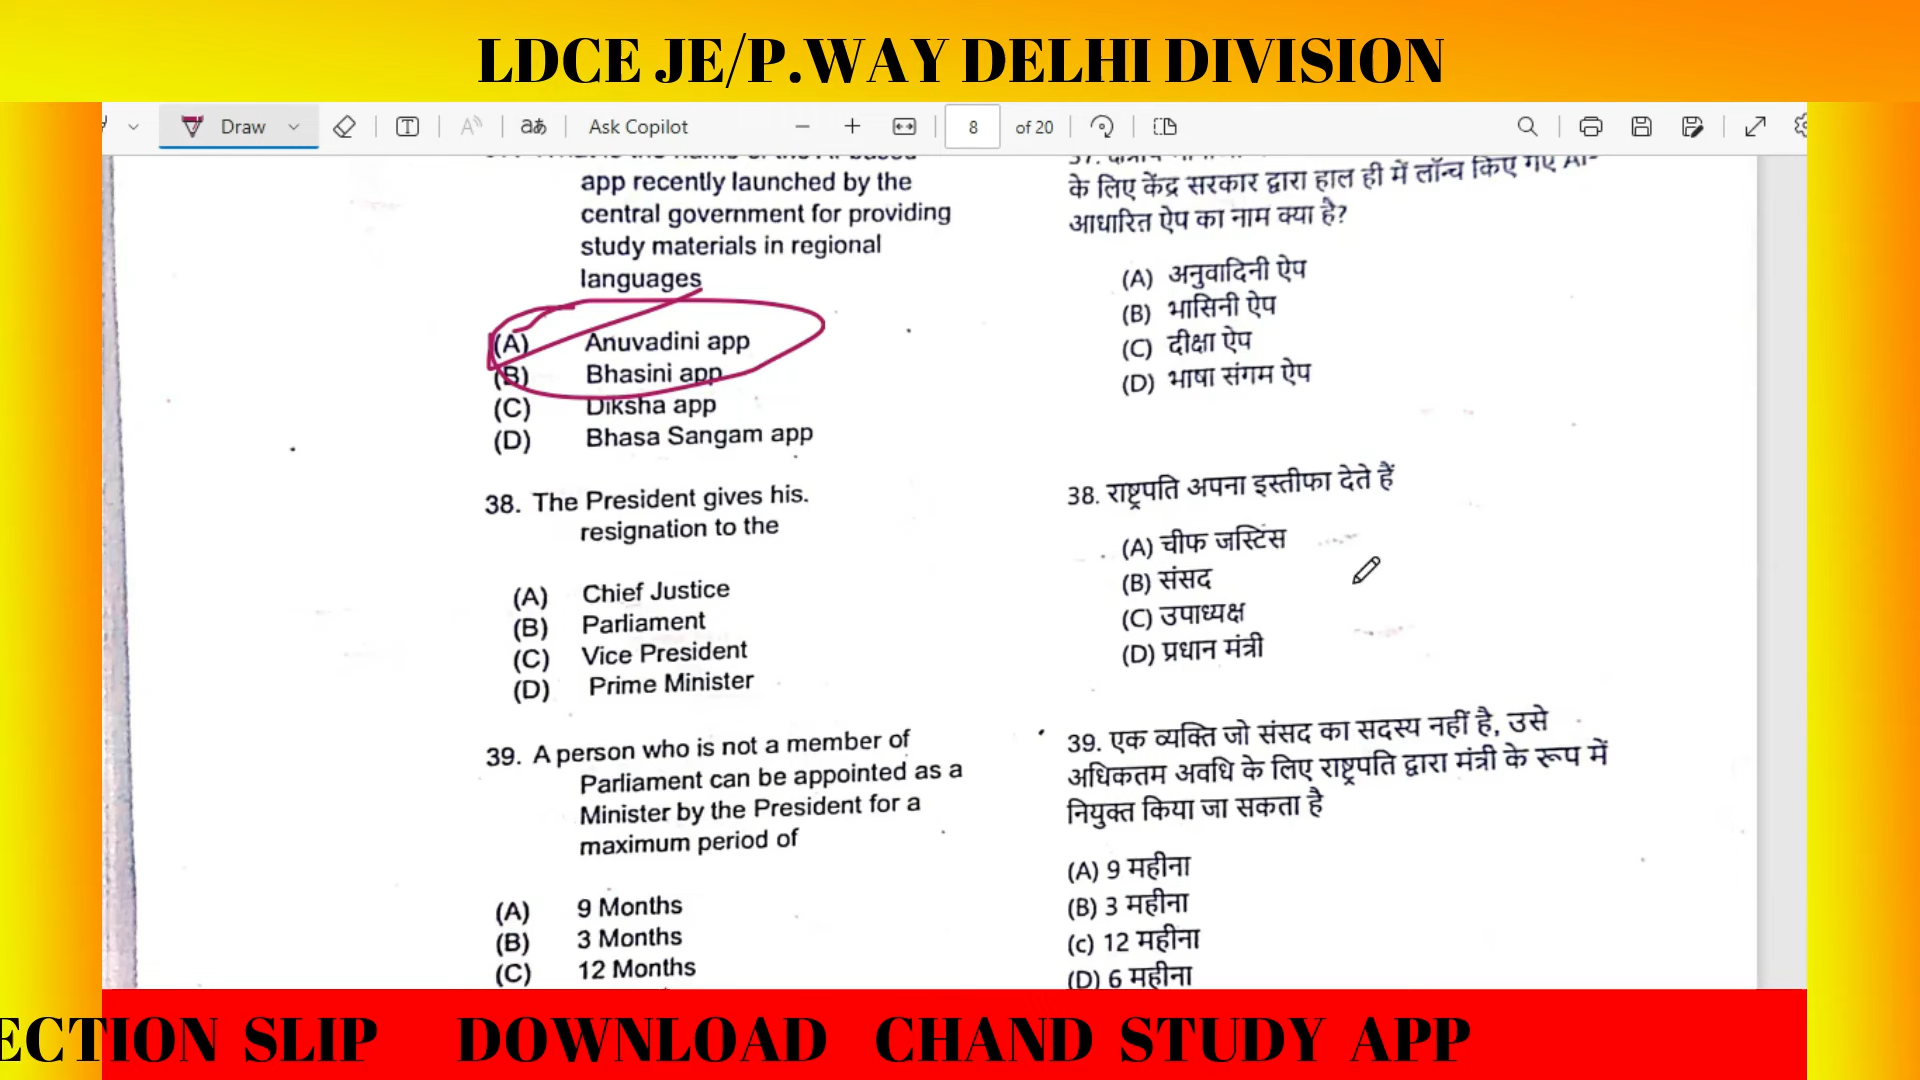 LDCE JE/P.WAY DELHI DIVISION
Draw
Ask Copilot
8 of 20
app recently launched by the
central government for providing
study materials in regional
languages
(A) Anuvadini app
(B) Bhasini app
(C) Diksha app
(D) Bhasa Sangam app
38. The President gives his.
resignation to the
(A) Chief Justice
(B) Parliament
(C) Vice President
(D) Prime Minister
39. A person who is not a member of
Parliament can be appointed as a
Minister by the President for a
maximum period of
(A) 9 Months
(B) 3 Months
(C) 12 Months
के लिए केंद्र सरकार द्वारा हाल ही में लॉन्च किए गए AI-
आधारित ऐप का नाम क्या है?
(A) अनुवादिनी ऐप
(B) भासिनी ऐप
(C) दीक्षा ऐप
(D) भाषा संगम ऐप
38. राष्ट्रपति अपना इस्तीफा देते हैं
(A) चीफ जस्टिस
(B) संसद
(C) उपाध्यक्ष
(D) प्रधान मंत्री
39. एक व्यक्ति जो संसद का सदस्य नहीं है, उसे
अधिकतम अवधि के लिए राष्ट्रपति द्वारा मंत्री के रूप में
नियुक्त किया जा सकता है
(A) 9 महीना
(B) 3 महीना
(c) 12 महीना
(D) 6 महीना
ECTION SLIP DOWNLOAD CHAND STUDY APP